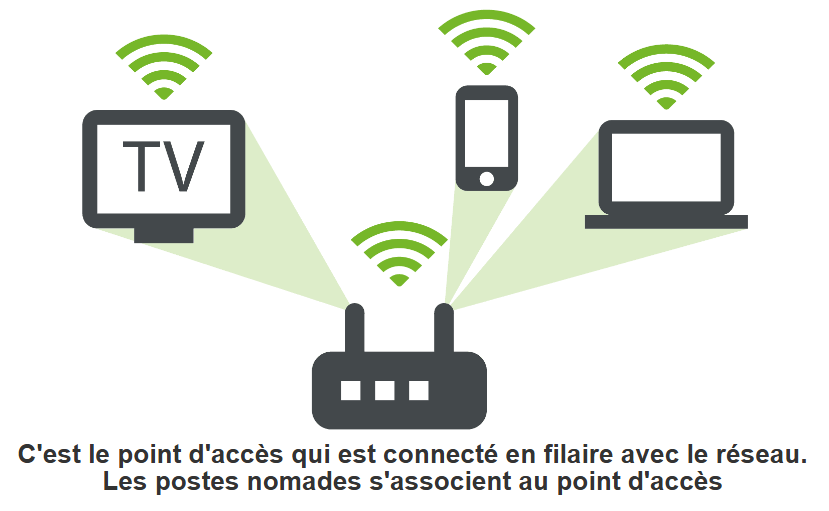 TV
C'est le point d'accès qui est connecté en filaire avec le réseau.
Les postes nomades s'associent au point d'accès